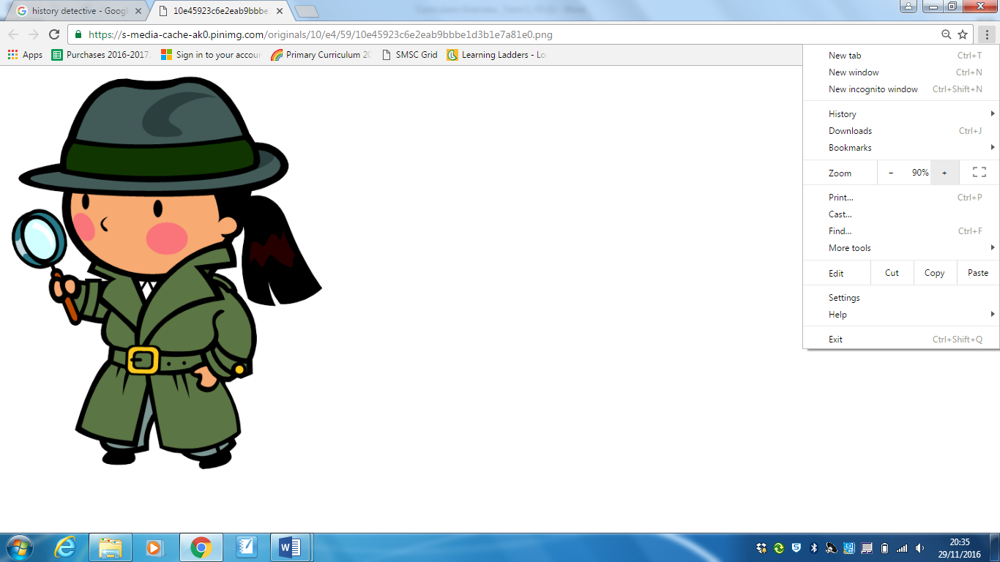 history detective - Googl
10e45923c6e2eab9bbbe
https://s-media-cache-ak0.pinimg.com/originals/10/e4/59/10e45923c6e2eab9bbbe1d3b1e7a81e0.png
Apps Purchases 2016-2017 Sign in to your accour Primary Curriculum 20 SMSC Grid Learning Ladders - Lo
New tab Ctrl+T
New window Ctrl+N
New incognito window Ctrl+Shift+N
History
Downloads Ctrl+J
Bookmarks
Zoom − 90% +
Print... Ctrl+P
Cast...
Find... Ctrl+F
More tools
Edit Cut Copy Paste
Settings
Help
Exit Ctrl+Shift+Q
20:35
29/11/2016